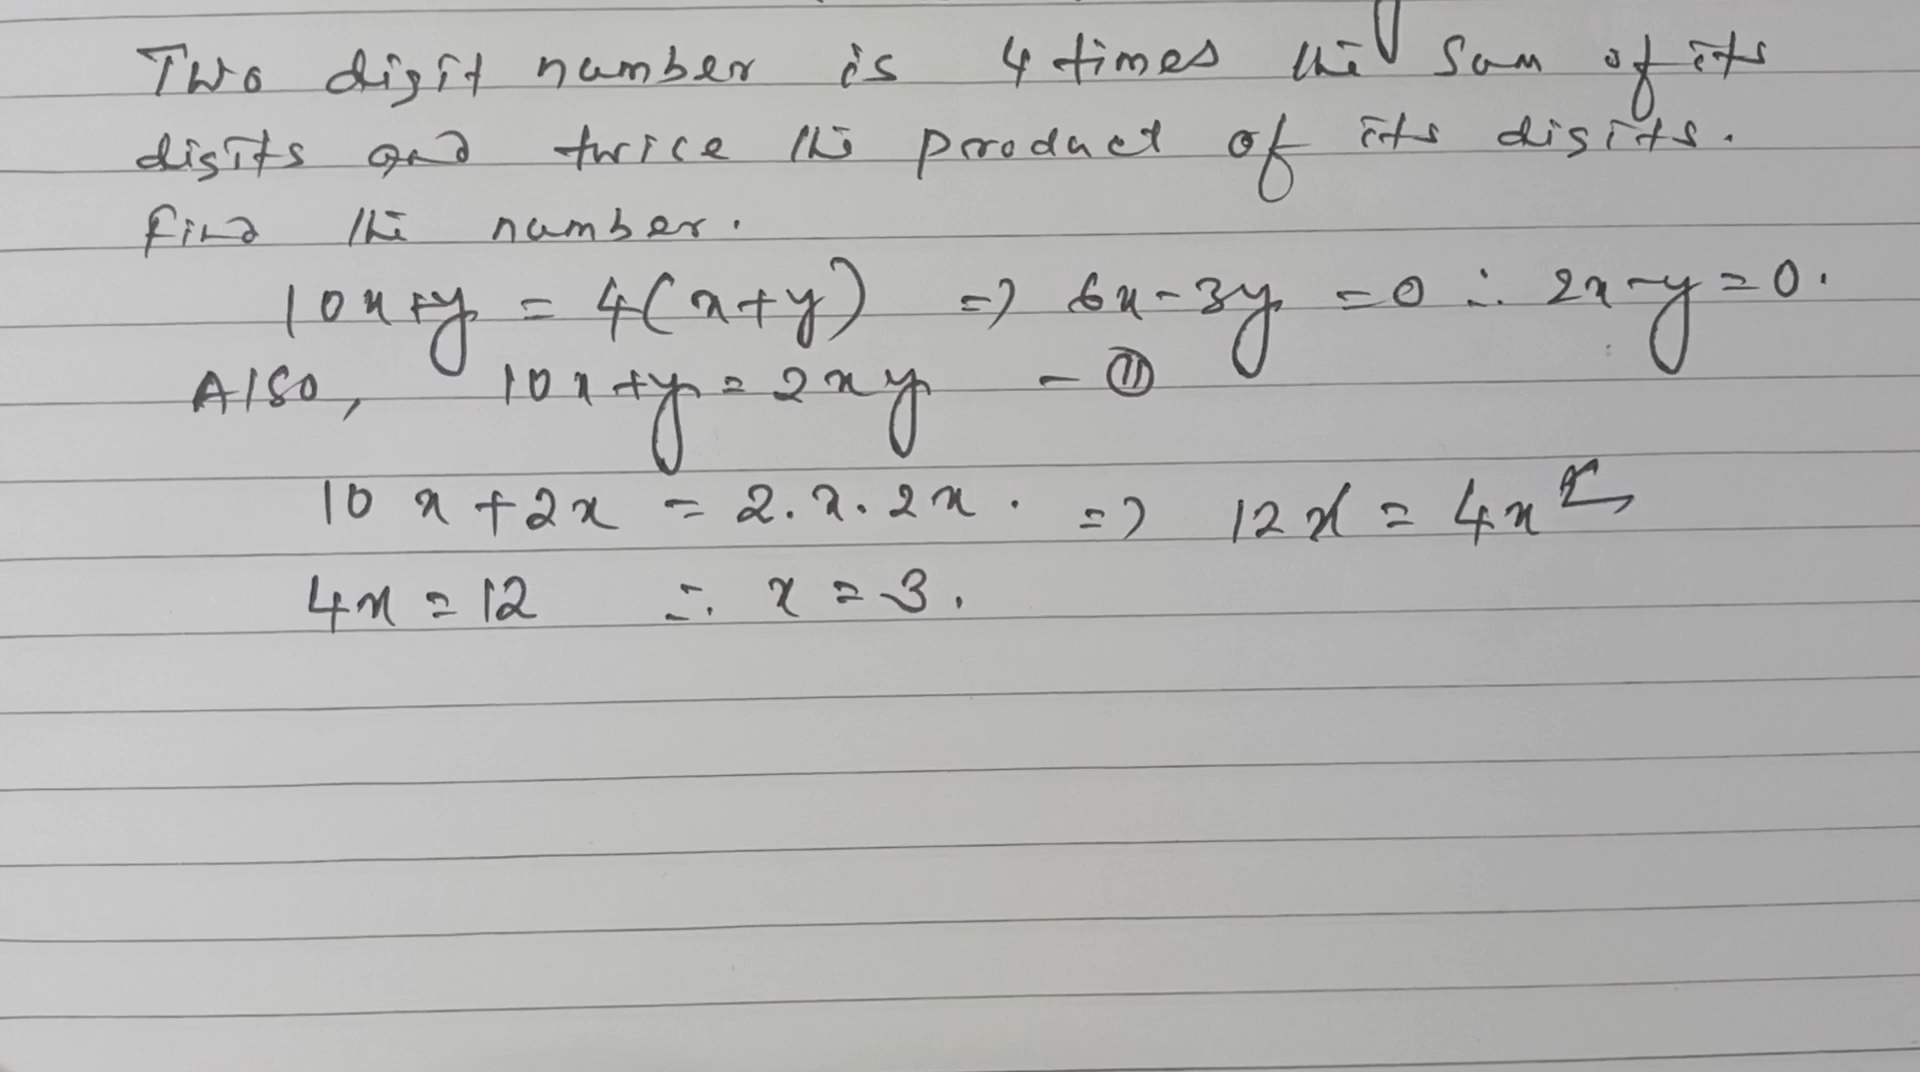 Two digit number is 4 times the sum of its
digits and twice the product of its digits.
Find the number.
10x+y = 4(x+y) => 6x-3y = 0 ∴ 2x-y=0.
Also, 10x+y = 2xy - (II)
10x+2x = 2.x.2x. => 12x = 4x²
4x = 12 ∴ x = 3.